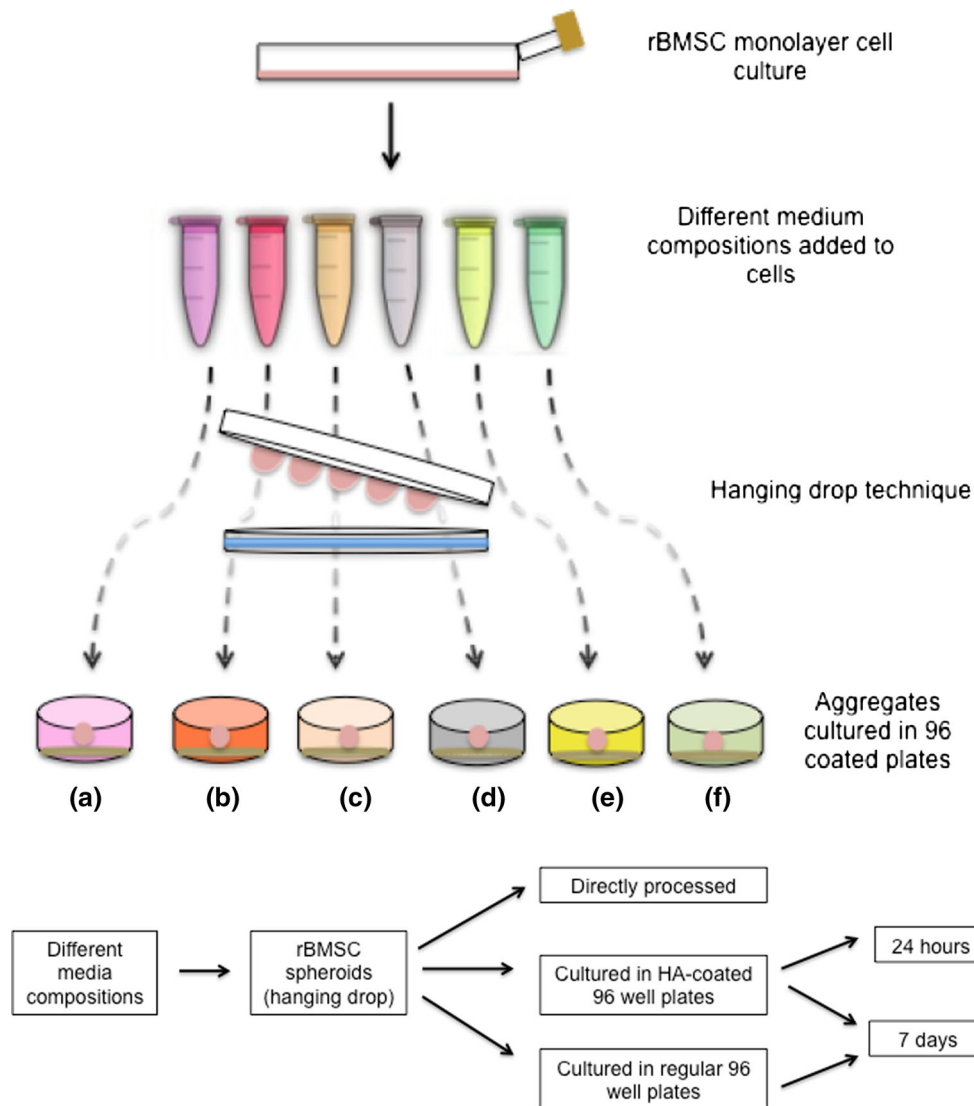 rBMSC monolayer cell
culture
Different medium
compositions added to
cells
Hanging drop technique
Aggregates
cultured in 96
coated plates
(a) (b) (c) (d) (e) (f)
Directly processed
Different
media
compositions
rBMSC
spheroids
(hanging drop)
Cultured in HA-coated
96 well plates
24 hours
7 days
Cultured in regular 96
well plates